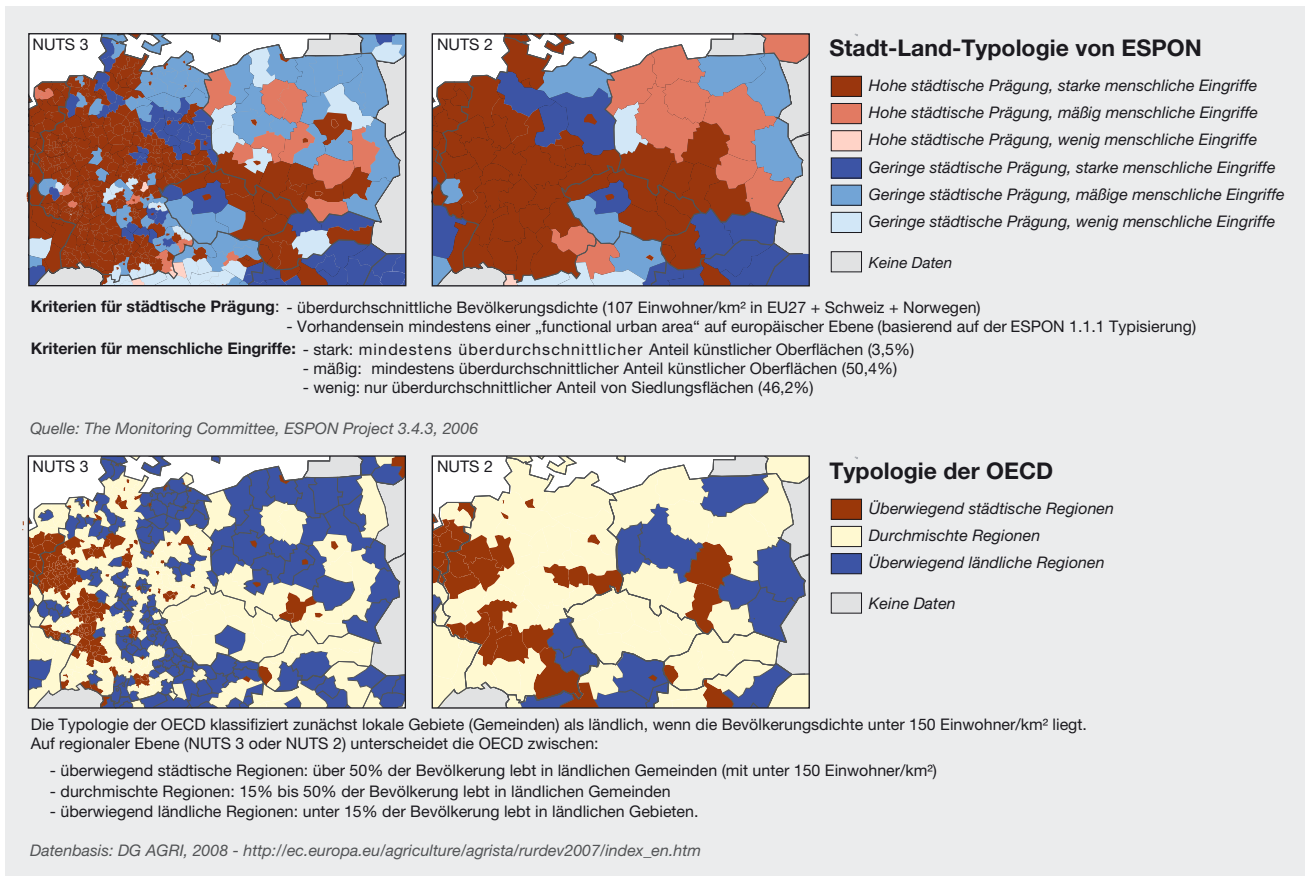 NUTS 3
NUTS 2
Stadt-Land-Typologie von ESPON
Hohe städtische Prägung, starke menschliche Eingriffe
Hohe städtische Prägung, mäßig menschliche Eingriffe
Hohe städtische Prägung, wenig menschliche Eingriffe
Geringe städtische Prägung, starke menschliche Eingriffe
Geringe städtische Prägung, mäßige menschliche Eingriffe
Geringe städtische Prägung, wenig menschliche Eingriffe
Keine Daten
Kriterien für städtische Prägung: - überdurchschnittliche Bevölkerungsdichte (107 Einwohner/km² in EU27 + Schweiz + Norwegen)
- Vorhandensein mindestens einer „functional urban area“ auf europäischer Ebene (basierend auf der ESPON 1.1.1 Typisierung)
Kriterien für menschliche Eingriffe: - stark: mindestens überdurchschnittlicher Anteil künstlicher Oberflächen (3,5%)
- mäßig: mindestens überdurchschnittlicher Anteil künstlicher Oberflächen (50,4%)
- wenig: nur überdurchschnittlicher Anteil von Siedlungsflächen (46,2%)
Quelle: The Monitoring Committee, ESPON Project 3.4.3, 2006
NUTS 3
NUTS 2
Typologie der OECD
Überwiegend städtische Regionen
Durchmischte Regionen
Überwiegend ländliche Regionen
Keine Daten
Die Typologie der OECD klassifiziert zunächst lokale Gebiete (Gemeinden) als ländlich, wenn die Bevölkerungsdichte unter 150 Einwohner/km² liegt.
Auf regionaler Ebene (NUTS 3 oder NUTS 2) unterscheidet die OECD zwischen:
- überwiegend städtische Regionen: über 50% der Bevölkerung lebt in ländlichen Gemeinden (mit unter 150 Einwohner/km²)
- durchmischte Regionen: 15% bis 50% der Bevölkerung lebt in ländlichen Gemeinden
- überwiegend ländliche Regionen: unter 15% der Bevölkerung lebt in ländlichen Gebieten.
Datenbasis: DG AGRI, 2008 - http://ec.europa.eu/agriculture/agrista/rurdev2007/index_en.htm